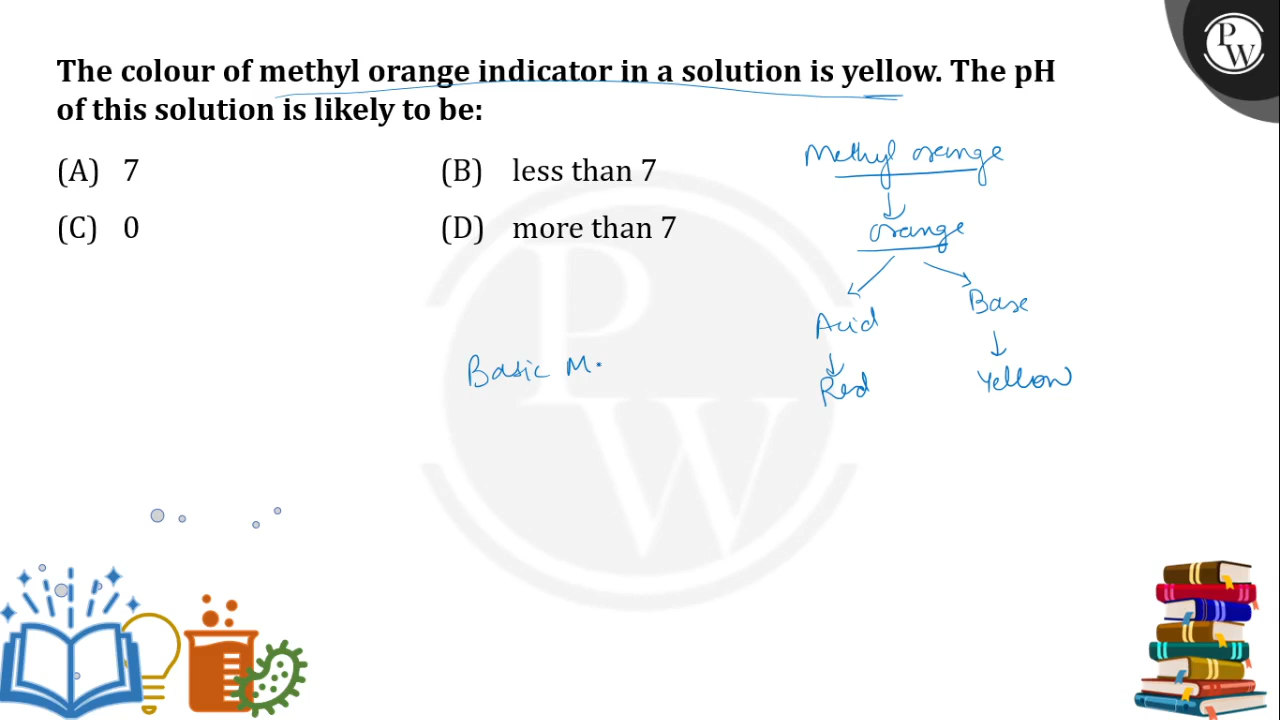 The colour of methyl orange indicator in a solution is yellow. The pH
of this solution is likely to be:
(A) 7
(B) less than 7
(C) 0
(D) more than 7
Methyl orange
orange
Acid
Base
Red
Yellow
Basic M.
PW
PW